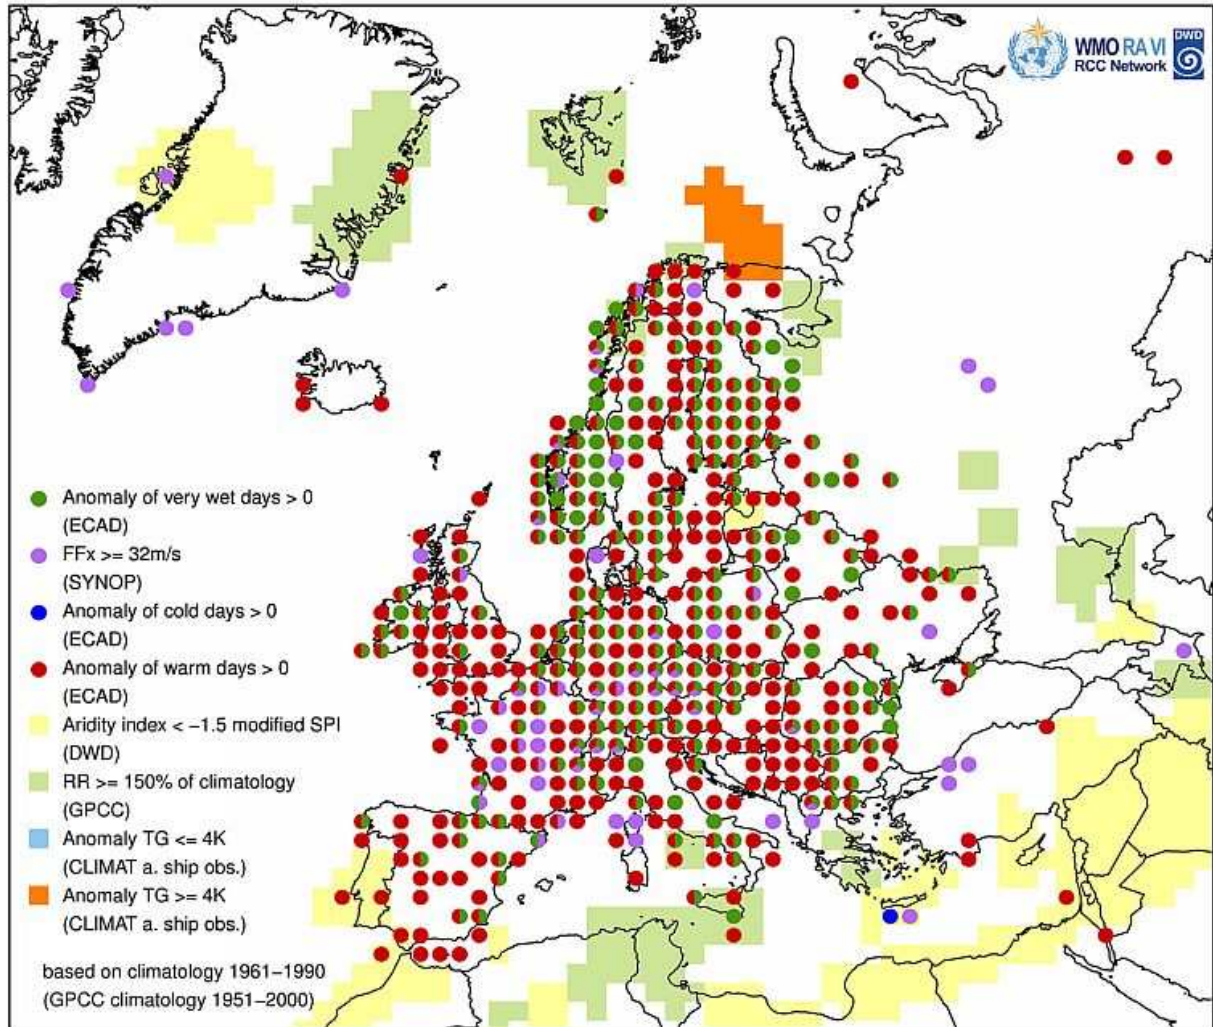 WMO RA VI
RCC Network
DWD
Anomaly of very wet days > 0
(ECAD)
FFx >= 32m/s
(SYNOP)
Anomaly of cold days > 0
(ECAD)
Anomaly of warm days > 0
(ECAD)
Aridity index < −1.5 modified SPI
(DWD)
RR >= 150% of climatology
(GPCC)
Anomaly TG <= 4K
(CLIMAT a. ship obs.)
Anomaly TG >= 4K
(CLIMAT a. ship obs.)
based on climatology 1961−1990
(GPCC climatology 1951−2000)